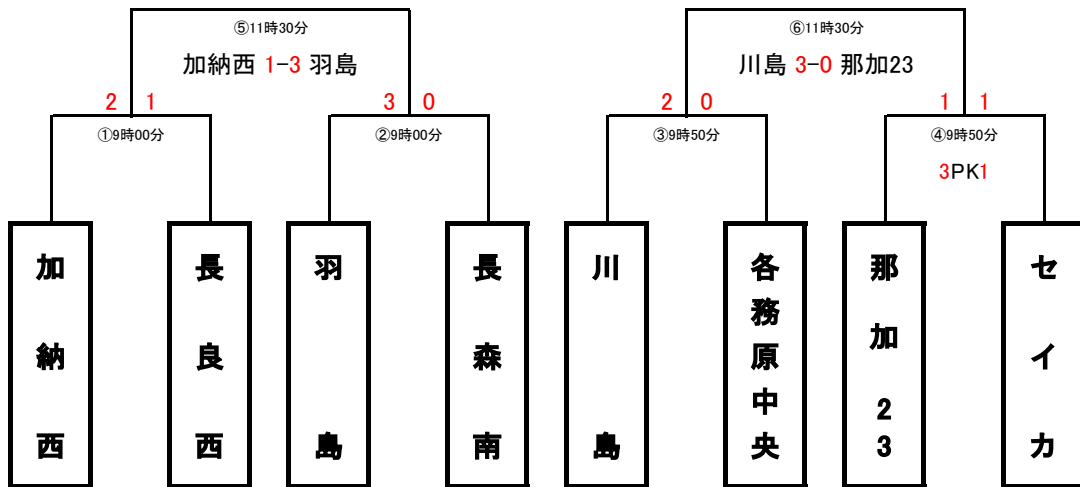 ⑤11時30分
加納西 1-3 羽島
⑥11時30分
川島 3-0 那加23
2 1
3 0
2 0
1 1
①9時00分
②9時00分
③9時50分
④9時50分
3PK1
加納西
長良西
羽島
長森南
川島
各務原中央
那加23
セイカ